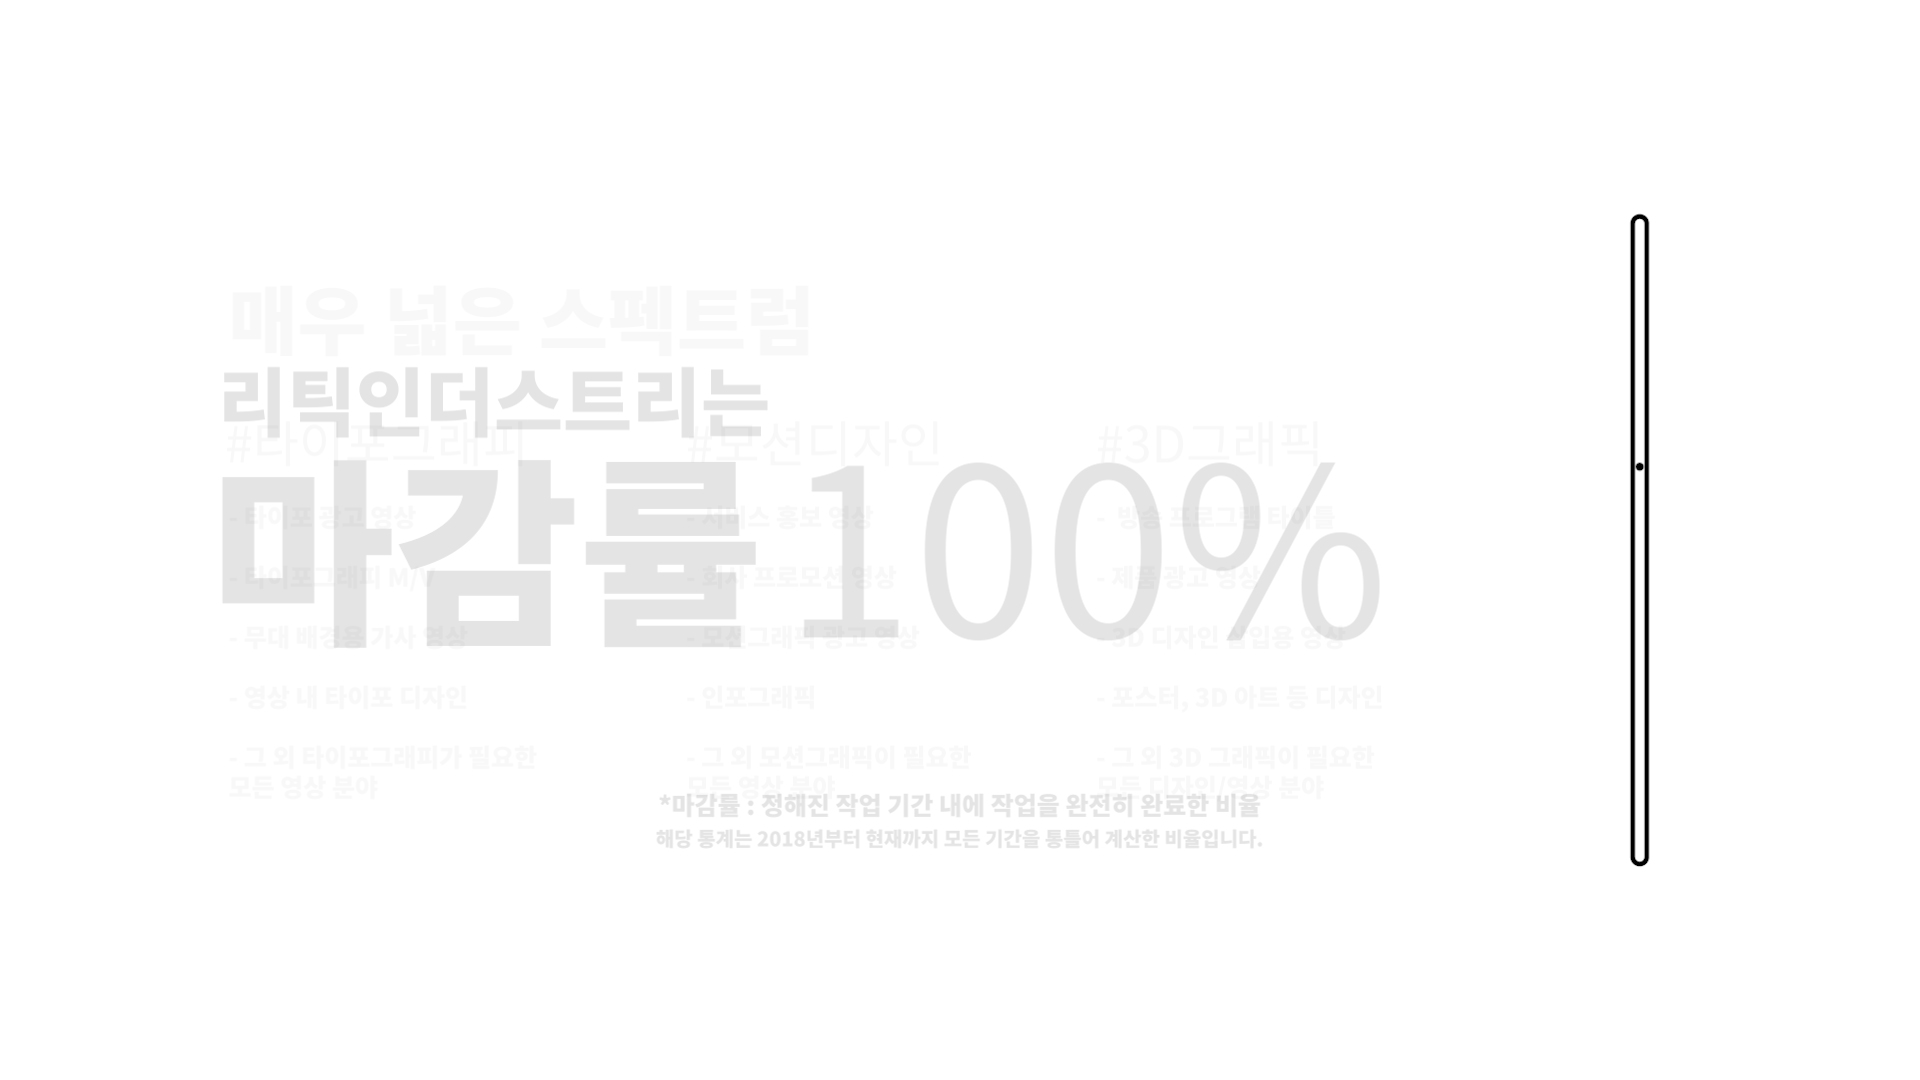 매우 넓은 스펙트럼
리틱인더스트리는
#타이포그래피 #모션디자인 #3D그래픽
마감률 100%
- 타이포 광고 영상
- 타이포그래피 M/V
- 무대 배경용 가사 영상
- 영상 내 타이포 디자인
- 그 외 타이포그래피가 필요한
모든 영상 분야
- 서비스 홍보 영상
- 회사 프로모션 영상
- 모션그래픽 광고 영상
- 인포그래픽
- 그 외 모션그래픽이 필요한
모든 영상 분야
- 방송 프로그램 타이틀
- 제품 광고 영상
- 3D 디자인 삽입용 영상
- 포스터, 3D 아트 등 디자인
- 그 외 3D 그래픽이 필요한
모든 디자인/영상 분야
*마감률 : 정해진 작업 기간 내에 작업을 완전히 완료한 비율
해당 통계는 2018년부터 현재까지 모든 기간을 통틀어 계산한 비율입니다.